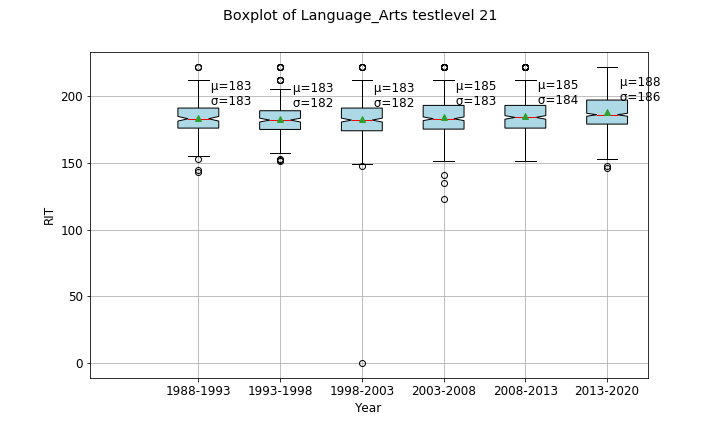 Boxplot of Language_Arts testlevel 21
μ=183
σ=183
μ=183
σ=182
μ=183
σ=182
μ=185
σ=183
μ=185
σ=184
μ=188
σ=186
200
150
100
50
0
RIT
1988-1993 1993-1998 1998-2003 2003-2008 2008-2013 2013-2020
Year